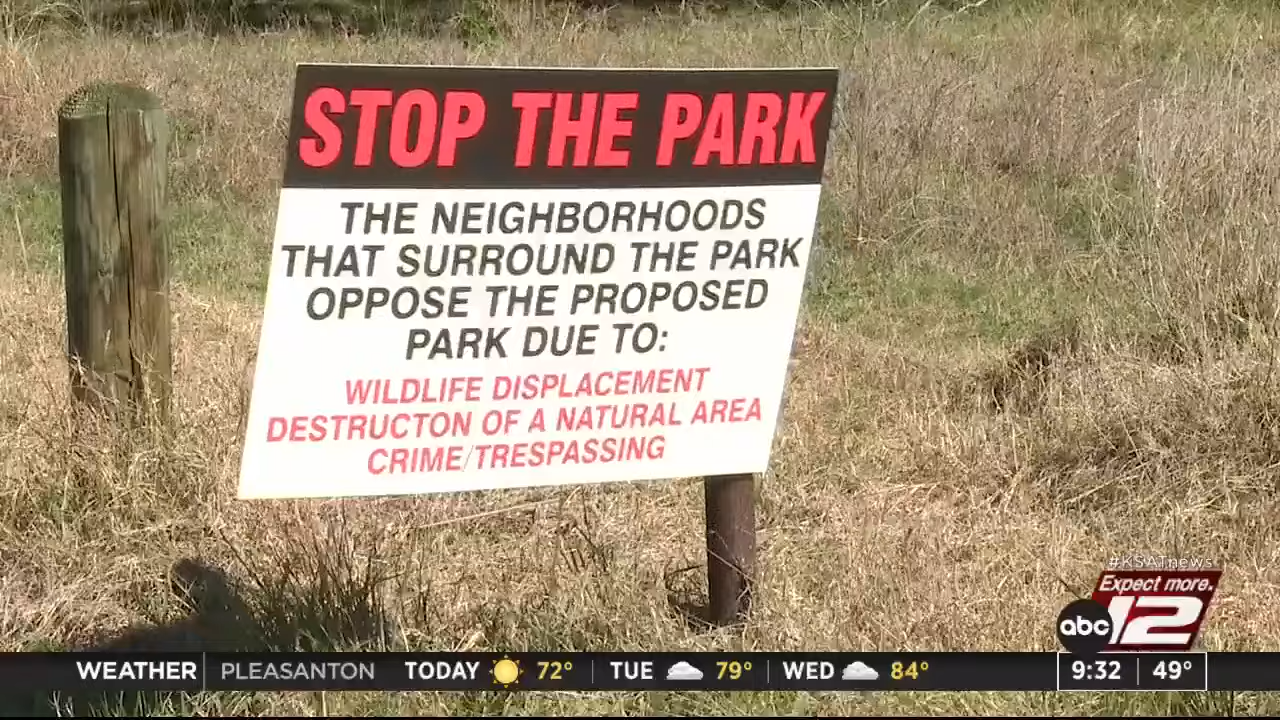 STOP THE PARK
THE NEIGHBORHOODS
THAT SURROUND THE PARK
OPPOSE THE PROPOSED
PARK DUE TO:
WILDLIFE DISPLACEMENT
DESTRUCTON OF A NATURAL AREA
CRIME/TRESPASSING
#KSATnews
Expect more.
abc 12
WEATHER PLEASANTON TODAY 72° TUE 79° WED 84° 9:32 49°